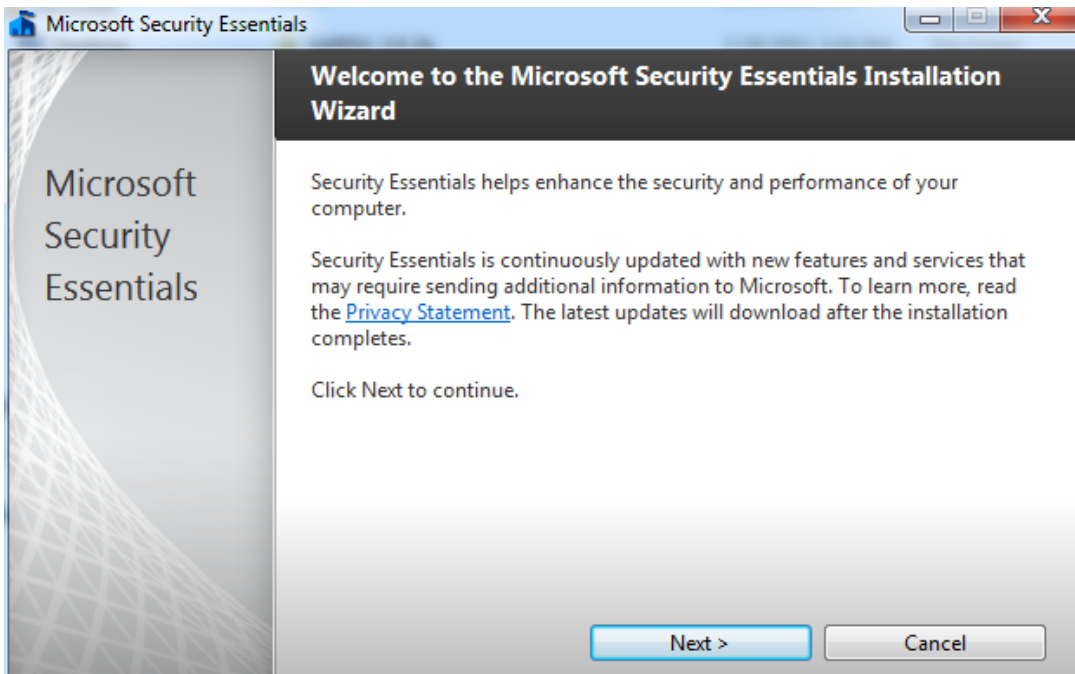 Microsoft Security Essentials
Welcome to the Microsoft Security Essentials Installation
Wizard
Microsoft
Security
Essentials
Security Essentials helps enhance the security and performance of your
computer.
Security Essentials is continuously updated with new features and services that
may require sending additional information to Microsoft. To learn more, read
the Privacy Statement. The latest updates will download after the installation
completes.
Click Next to continue.
Next >
Cancel